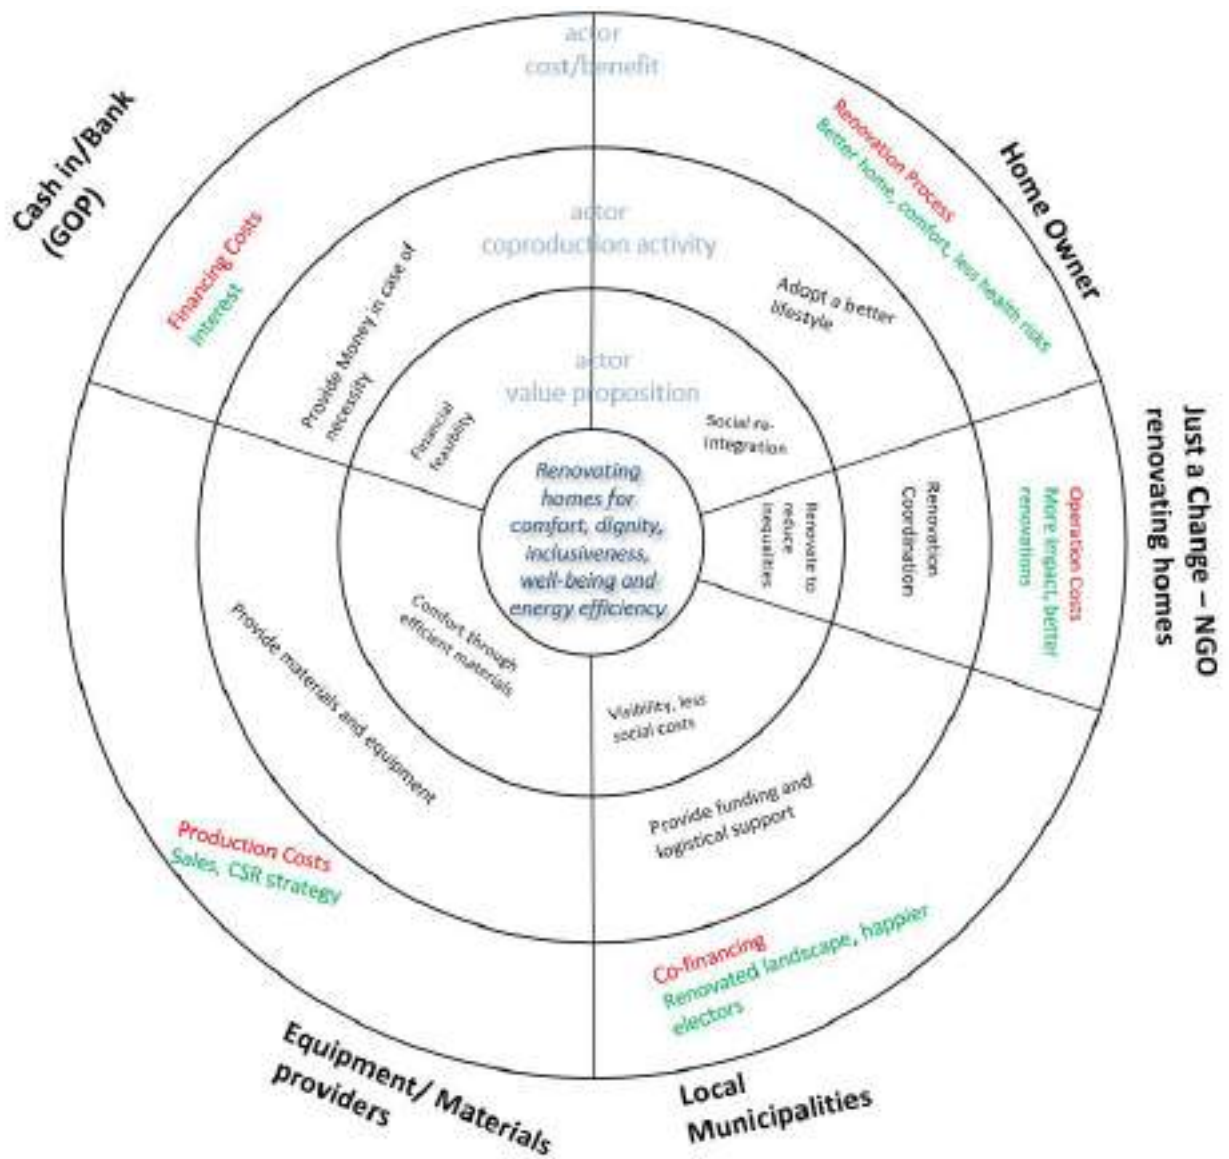 actor
cost/benefit
actor
coproduction activity
actor
value proposition
Renovating
homes for
comfort, dignity,
inclusiveness,
well-being and
energy efficiency
Home Owner
Renovation Process
Better home, comfort, less health risks
Adopt a better
lifestyle
Social re-
integration
Just a Change – NGO
renovating homes
Operation Costs
More impact, better
renovations
Renovation
Coordination
Renovate to
reduce
inequalities
Local
Municipalities
Co-financing
Renovated landscape, happier
electors
Provide funding and
logistical support
Visibility, less
social costs
Equipment/ Materials
providers
Production Costs
Sales, CSR strategy
Provide materials and equipment
Comfort through
efficient materials
Cash in/Bank
(GOP)
Financing Costs
Interest
Provide Money in case of
necessity
Financial
feasibility